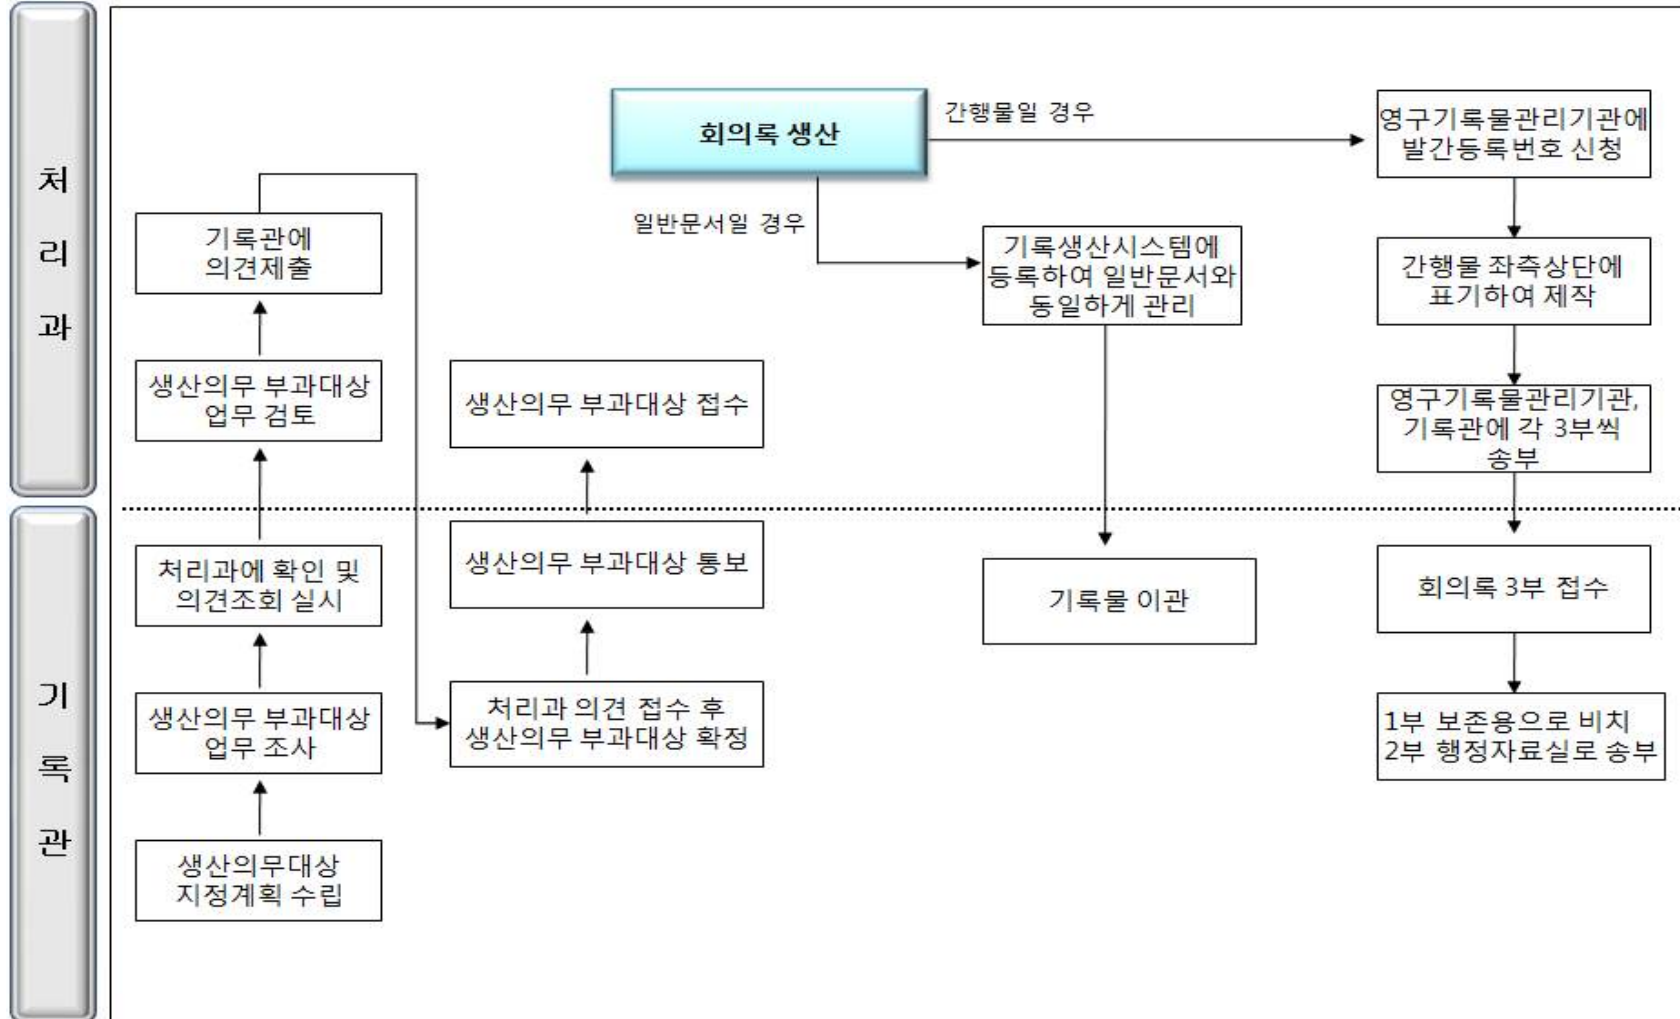 처
리
과
기
록
관
회의록 생산
간행물일 경우
일반문서일 경우
영구기록물관리기관에
발간등록번호 신청
간행물 좌측상단에
표기하여 제작
영구기록물관리기관,
기록관에 각 3부씩
송부
회의록 3부 접수
1부 보존용으로 비치
2부 행정자료실로 송부
기록생산시스템에
등록하여 일반문서와
동일하게 관리
기록물 이관
기록관에
의견제출
생산의무 부과대상
업무 검토
처리과에 확인 및
의견조회 실시
생산의무 부과대상
업무 조사
생산의무대상
지정계획 수립
생산의무 부과대상 접수
생산의무 부과대상 통보
처리과 의견 접수 후
생산의무 부과대상 확정